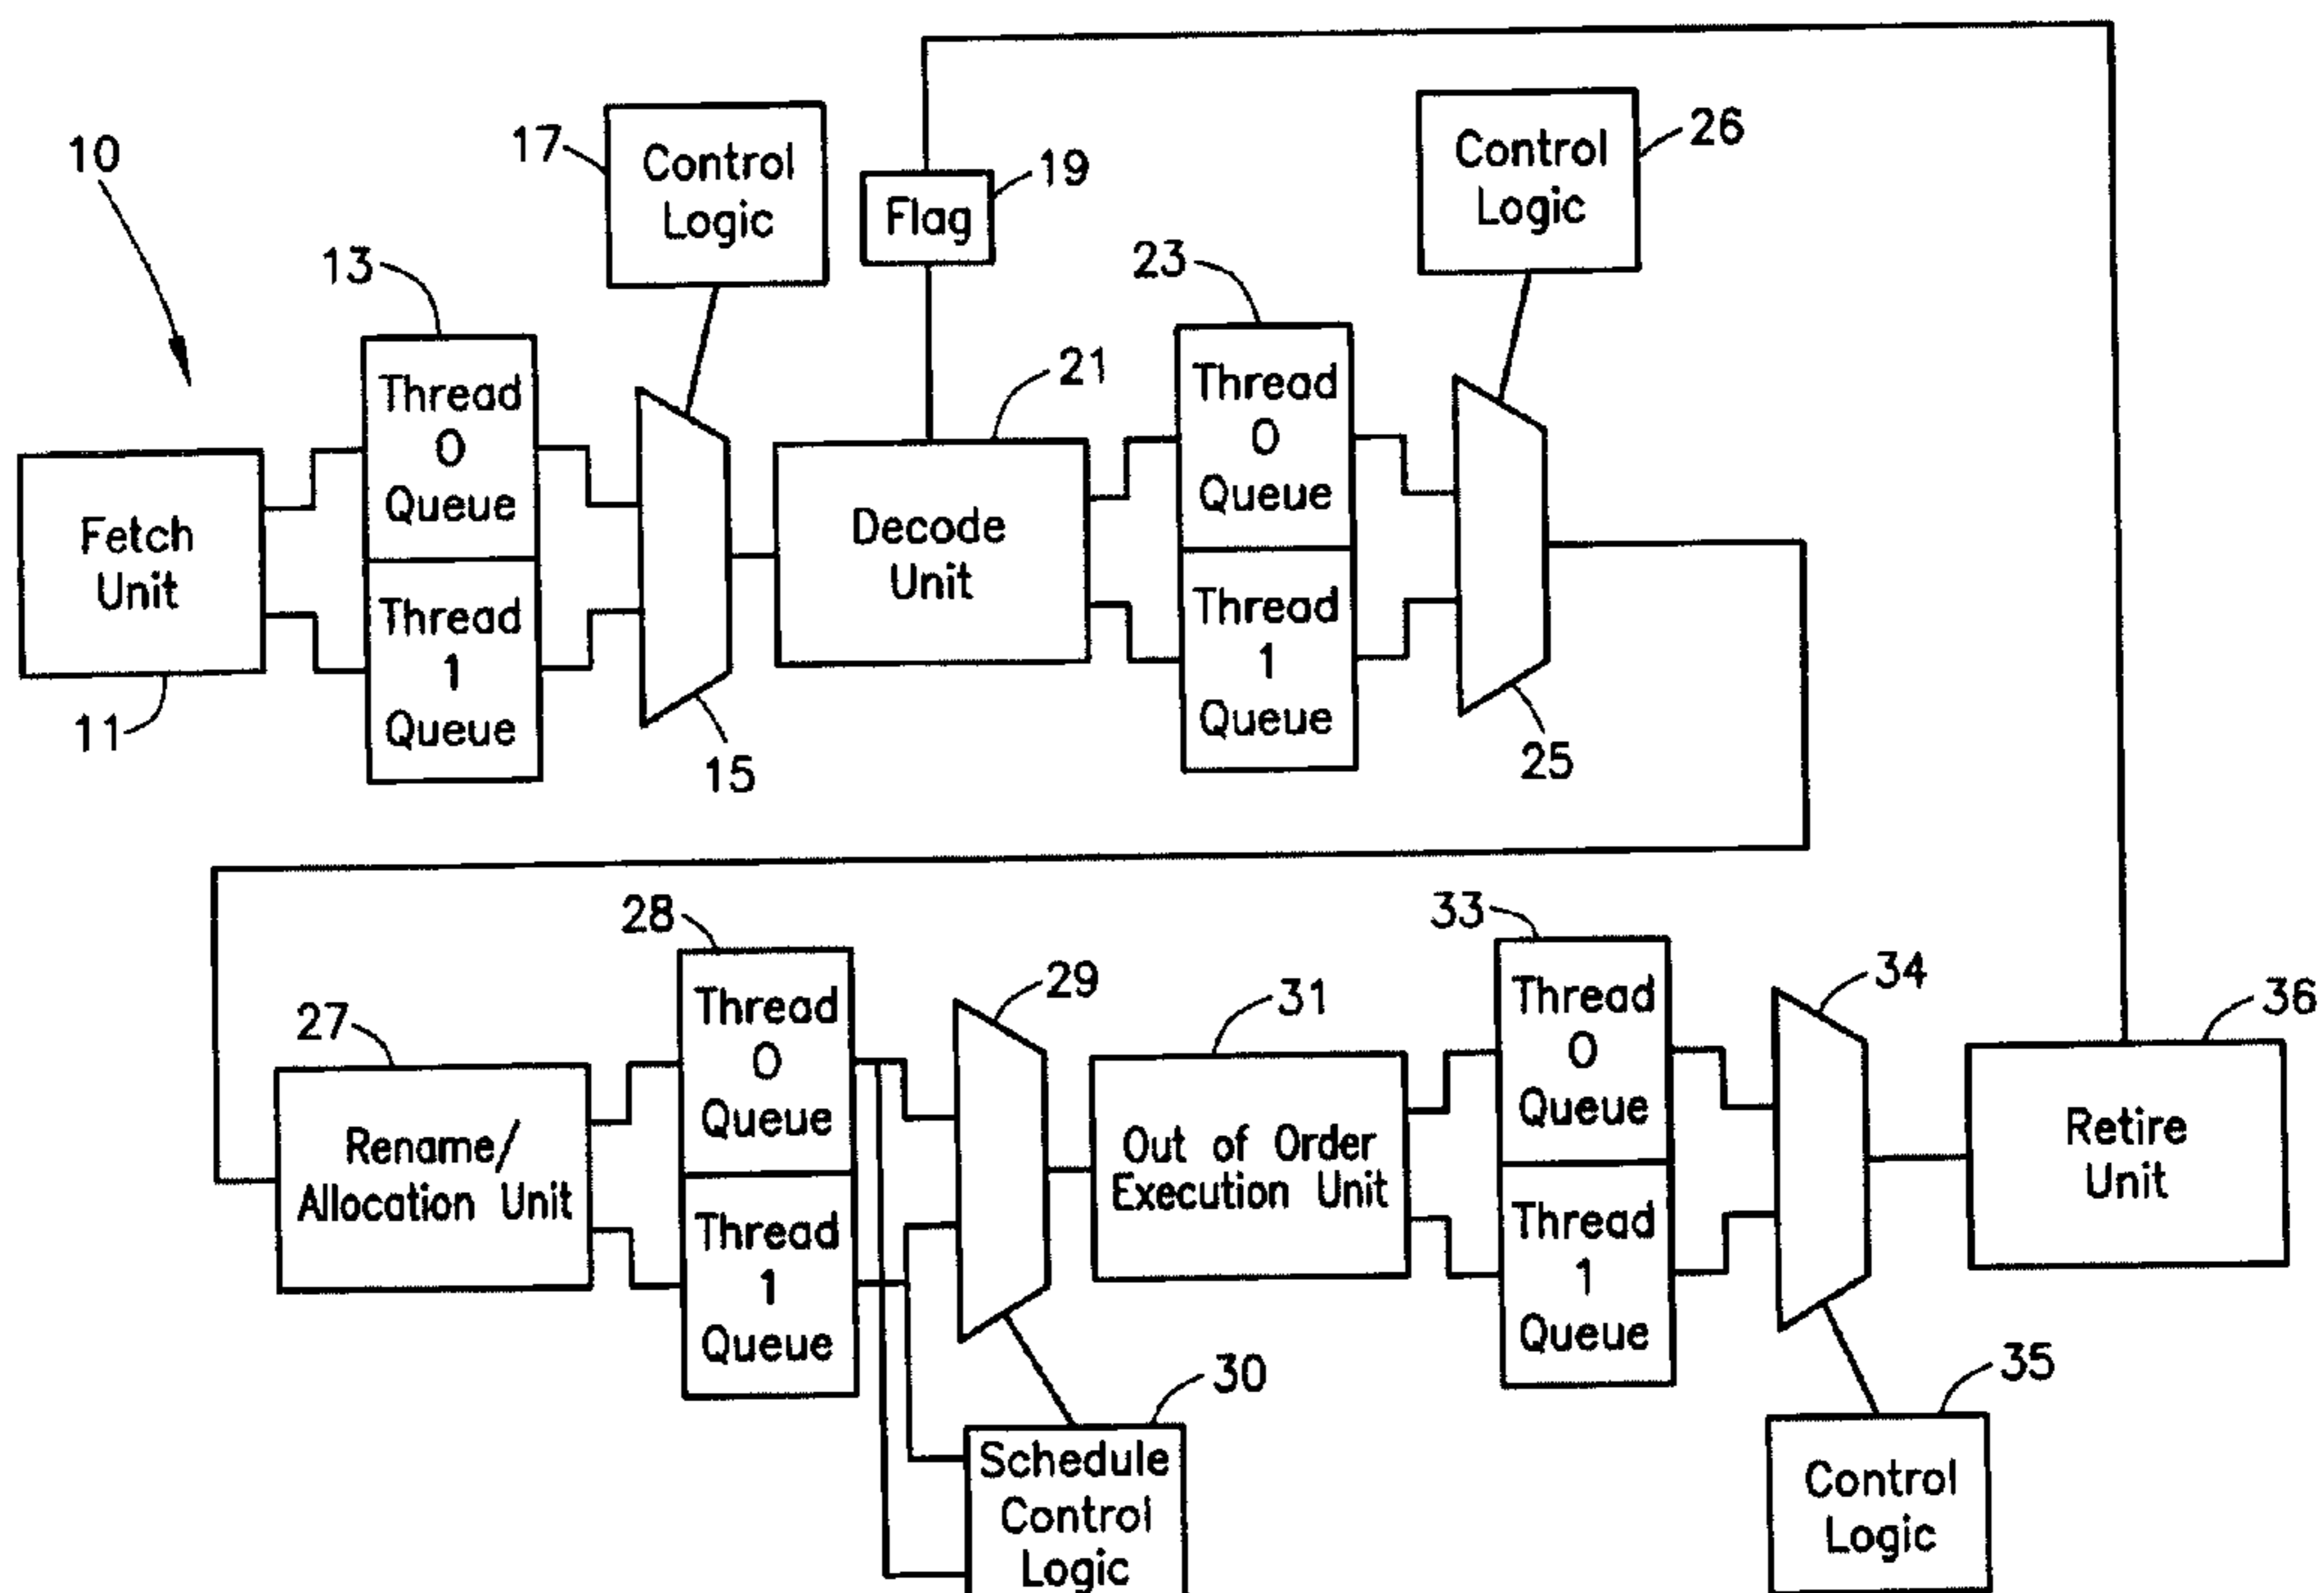 10
17
Control
Logic
19
Flag
26
Control
Logic
13
Thread
0
Queue
Thread
1
Queue
23
Thread
0
Queue
Thread
1
Queue
21
Fetch
Unit
11
15
Decode
Unit
25
28
Thread
0
Queue
Thread
1
Queue
29
33
Thread
0
Queue
Thread
1
Queue
34
27
Rename/
Allocation Unit
31
Out of Order
Execution Unit
36
Retire
Unit
30
Schedule
Control
Logic
35
Control
Logic